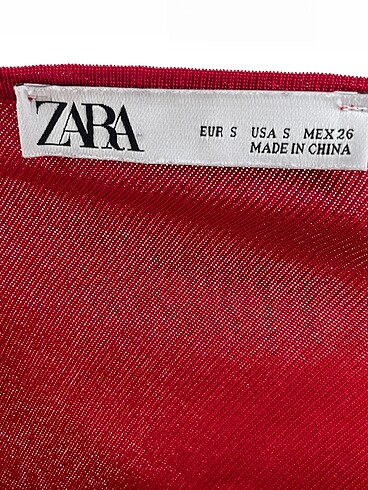 ZARA
EUR S USA S MEX 26
MADE IN CHINA